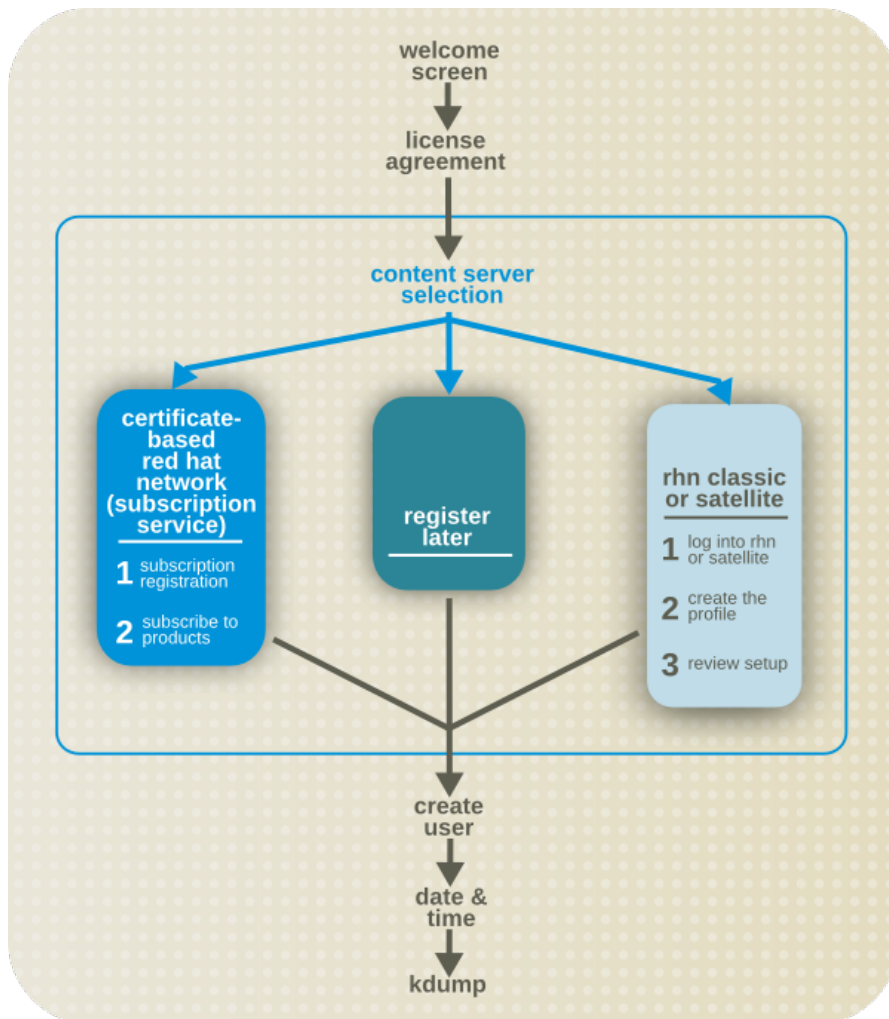 welcome
screen
license
agreement
content server
selection
certificate-
based
red hat
network
(subscription
service)
1 subscription
registration
2 subscribe to
products
register
later
rhn classic
or satellite
1 log into rhn
or satellite
2 create the
profile
3 review setup
create
user
date &
time
kdump